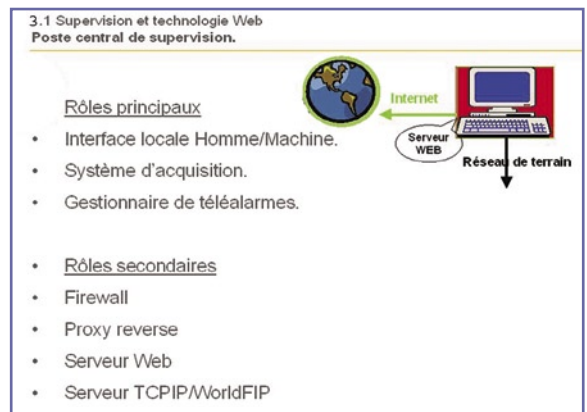 3.1 Supervision et technologie Web
Poste central de supervision.
Rôles principaux
• Interface locale Homme/Machine.
• Système d'acquisition.
• Gestionnaire de téléalarmes.
Internet
Serveur
WEB
Réseau de terrain
• Rôles secondaires
• Firewall
• Proxy reverse
• Serveur Web
• Serveur TCPIP/WorldFIP